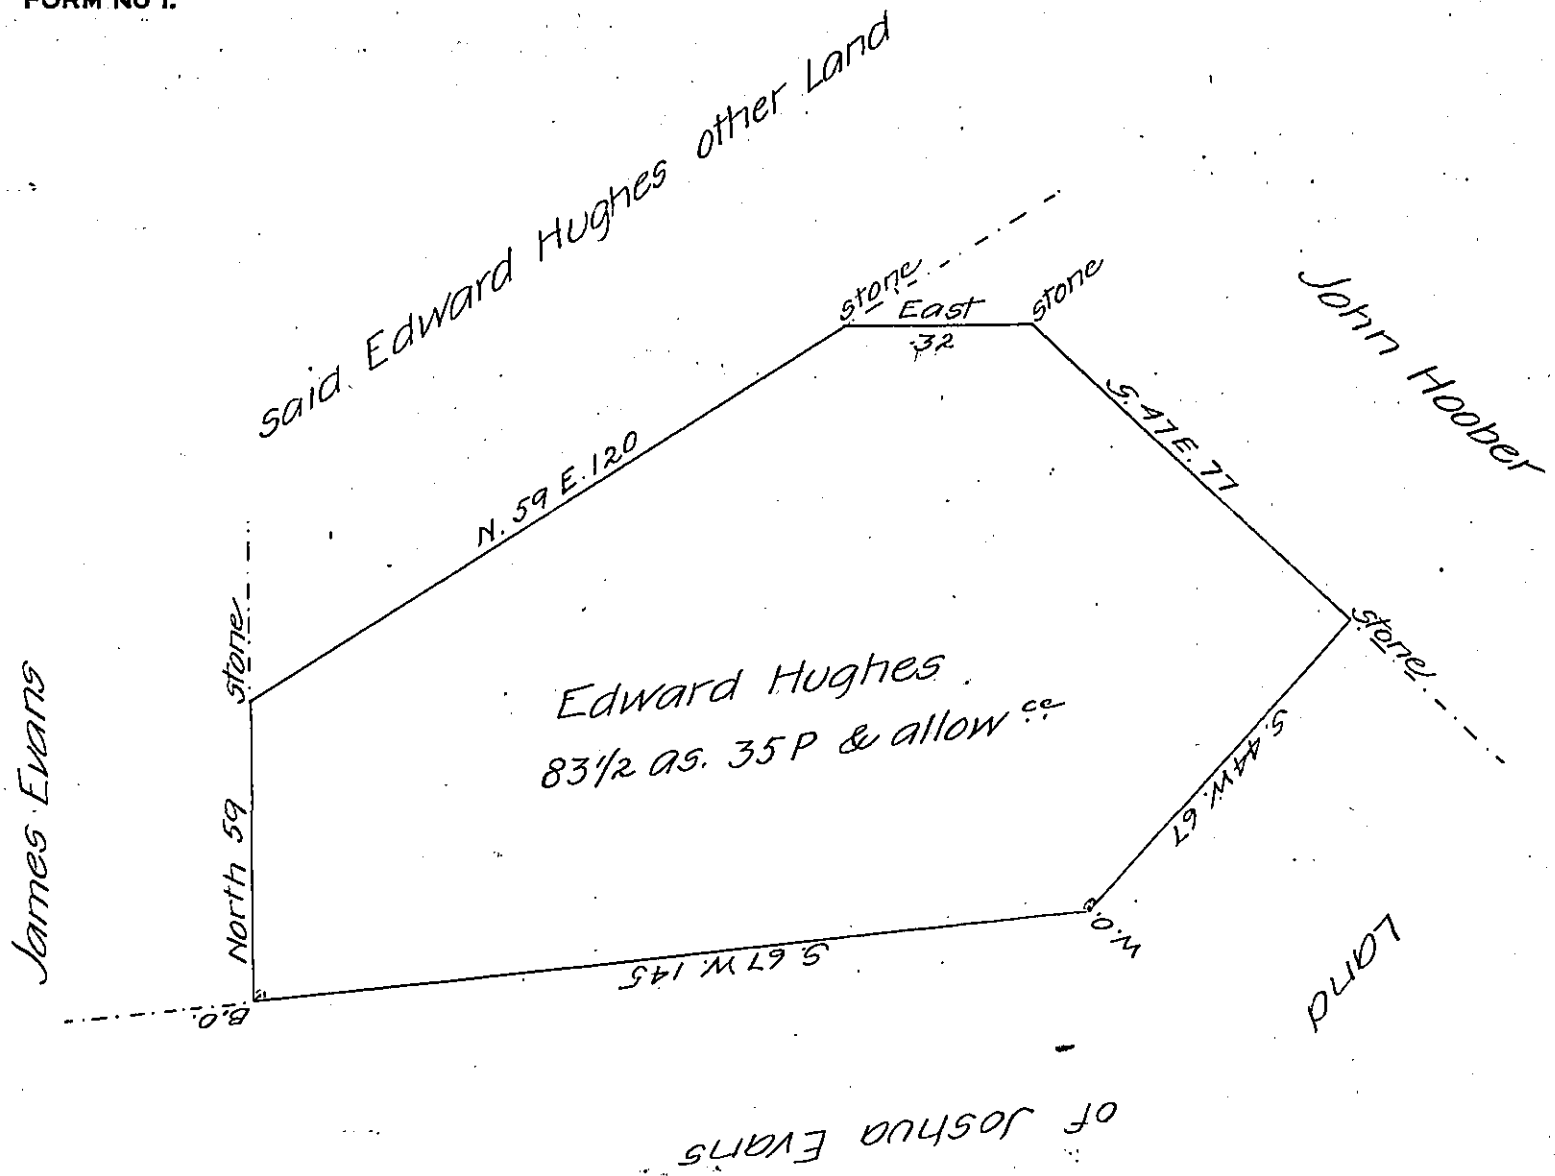 FORM NO 1.
said Edward Hughes other Land
John Hoober
stone
East
32
stone
S. 47 E. 77
N. 59 E. 120
stone
stone
James Evans
North 59
Edward Hughes
83 1/2 as. 35 P & allow ce
S. 44 W. 67
W.O.
S. 67 W. 145
B.O.
Land
of Joshua Evans